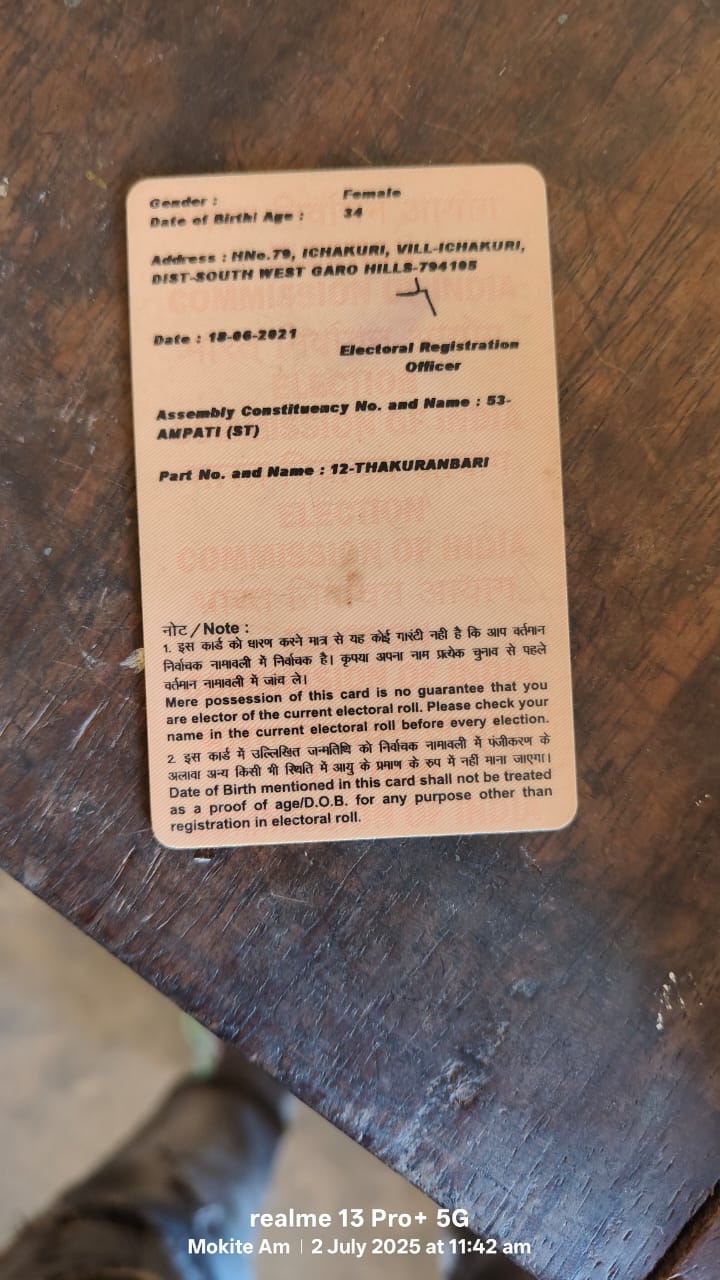 Gender : Female
Date of Birth/ Age : 34
Address : HNo.79, ICHAKURI, VILL-ICHAKURI,
DIST-SOUTH WEST GARO HILLS-794105
Date : 18-06-2021
Electoral Registration
Officer
Assembly Constituency No. and Name : 53-
AMPATI (ST)
Part No. and Name : 12-THAKURANBARI
ELECTION
COMMISSION OF INDIA
भारत निर्वाचन आयोग
नोट / Note :
1. इस कार्ड को धारण करने मात्र से यह कोई गारंटी नही है कि आप वर्तमान
निर्वाचक नामावली में निर्वाचक है। कृपया अपना नाम प्रत्येक चुनाव से पहले
वर्तमान नामावली में जांच ले।
Mere possession of this card is no guarantee that you
are elector of the current electoral roll. Please check your
name in the current electoral roll before every election.
2. इस कार्ड में उल्लिखित जन्मतिथि को निर्वाचक नामावली में पंजीकरण के
अलावा अन्य किसी भी स्थिति में आयु के प्रमाण के रुप में नहीं माना जाएगा।
Date of Birth mentioned in this card shall not be treated
as a proof of age/D.O.B. for any purpose other than
registration in electoral roll.
realme 13 Pro+ 5G
Mokite Am | 2 July 2025 at 11:42 am